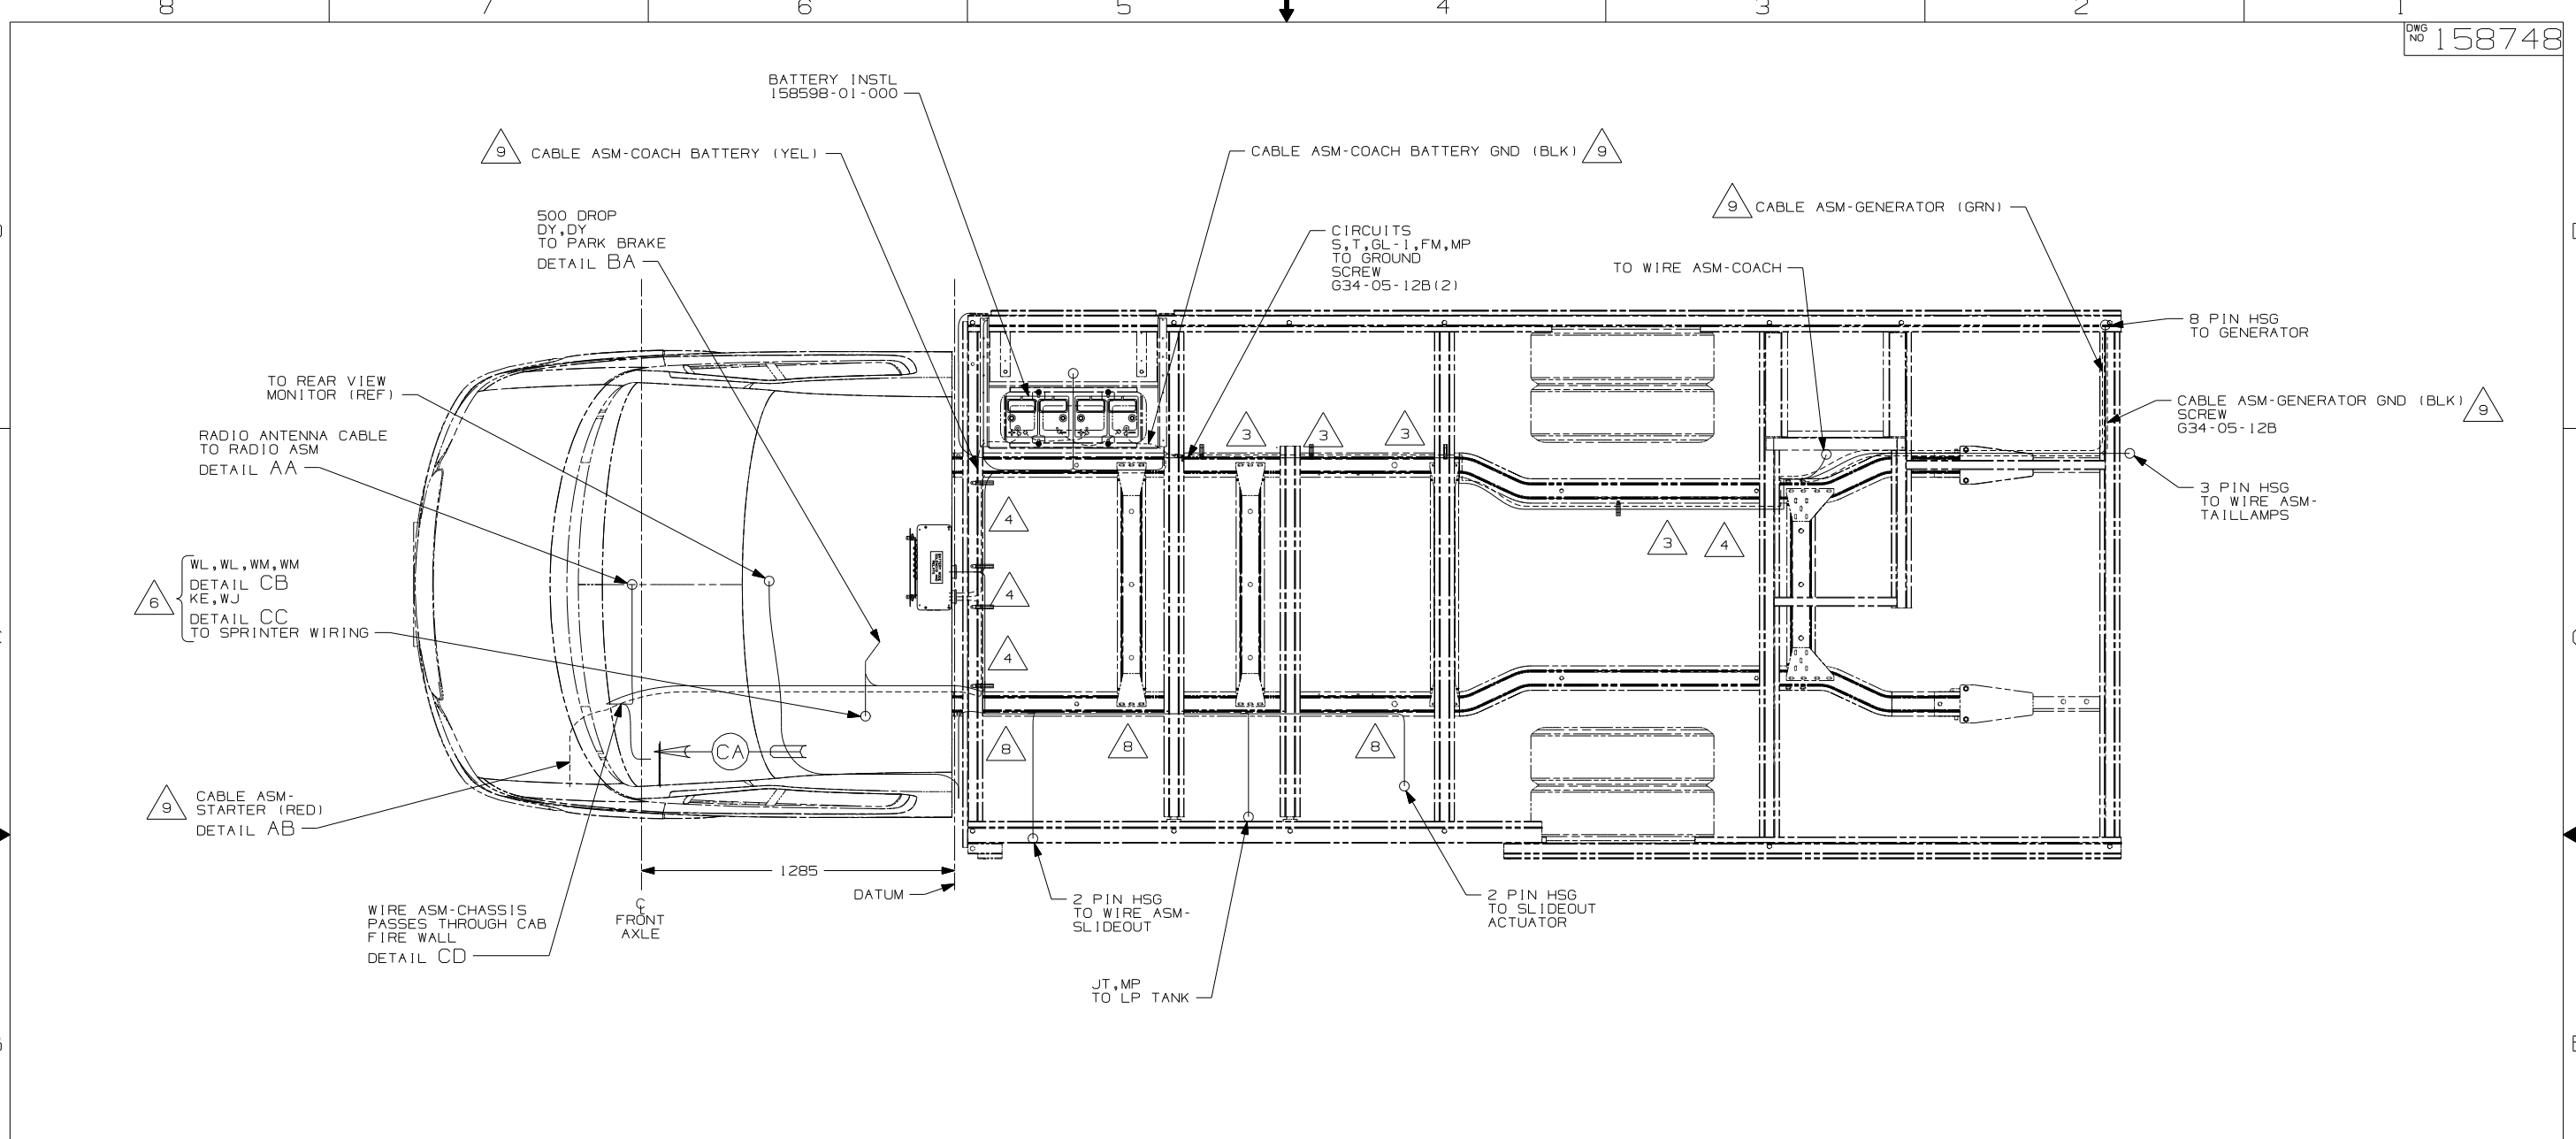 8 7 6 5 4 3 2 1
DWG
NO 158748
BATTERY INSTL
158598-01-000
9 CABLE ASM-COACH BATTERY (YEL)
CABLE ASM-COACH BATTERY GND (BLK) 9
9 CABLE ASM-GENERATOR (GRN)
500 DROP
DY,DY
TO PARK BRAKE
DETAIL BA
CIRCUITS
S,T,GL-1,FM,MP
TO GROUND
SCREW
G34-05-12B(2)
TO WIRE ASM-COACH
8 PIN HSG
TO GENERATOR
TO REAR VIEW
MONITOR (REF)
CABLE ASM-GENERATOR GND (BLK) 9
SCREW
G34-05-12B
RADIO ANTENNA CABLE
TO RADIO ASM
DETAIL AA
3 3 3
3 PIN HSG
TO WIRE ASM-
TAILLAMPS
4
3 4
6
WL,WL,WM,WM
DETAIL CB
KE,WJ
DETAIL CC
TO SPRINTER WIRING
4
4
CA
8 8 8
9 CABLE ASM-
STARTER (RED)
DETAIL AB
1285
DATUM
WIRE ASM-CHASSIS
PASSES THROUGH CAB
FIRE WALL
DETAIL CD
CL
FRONT
AXLE
2 PIN HSG
TO WIRE ASM-
SLIDEOUT
2 PIN HSG
TO SLIDEOUT
ACTUATOR
JT,MP
TO LP TANK